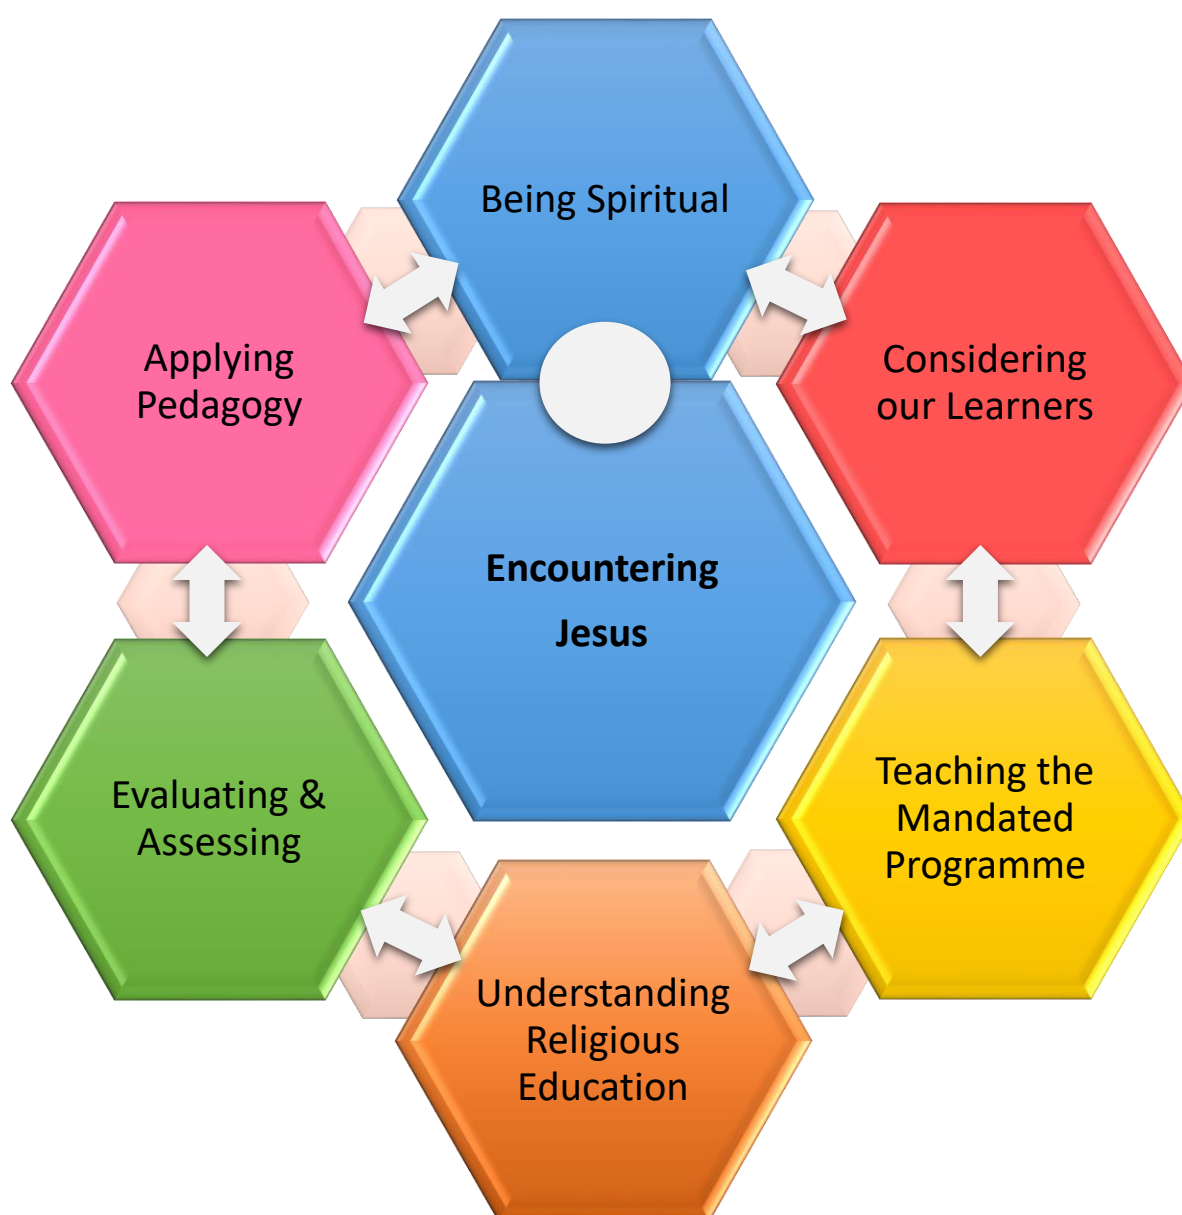 Being Spiritual
Applying
Pedagogy
Considering
our Learners
Encountering
Jesus
Evaluating &
Assessing
Teaching the
Mandated
Programme
Understanding
Religious
Education